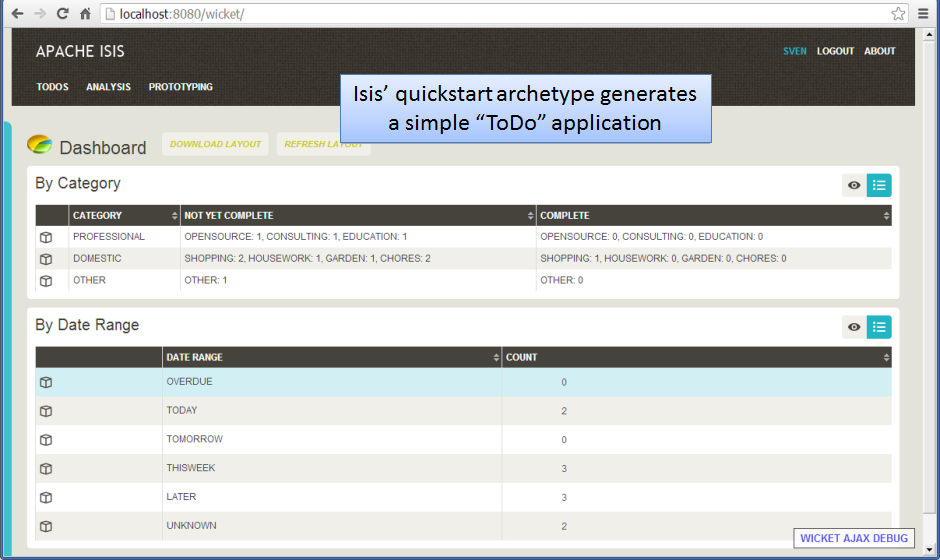 localhost:8080/wicket/
APACHE ISIS
SVEN LOGOUT ABOUT
TODOS ANALYSIS PROTOTYPING
Isis' quickstart archetype generates
a simple “ToDo” application
Dashboard DOWNLOAD LAYOUT REFRESH LAYOUT
By Category
CATEGORY NOT YET COMPLETE COMPLETE
PROFESSIONAL OPENSOURCE: 1, CONSULTING: 1, EDUCATION: 1 OPENSOURCE: 0, CONSULTING: 0, EDUCATION: 0
DOMESTIC SHOPPING: 2, HOUSEWORK: 1, GARDEN: 1, CHORES: 2 SHOPPING: 1, HOUSEWORK: 0, GARDEN: 0, CHORES: 0
OTHER OTHER: 1 OTHER: 0
By Date Range
DATE RANGE COUNT
OVERDUE 0
TODAY 2
TOMORROW 0
THISWEEK 3
LATER 3
UNKNOWN 2
WICKET AJAX DEBUG